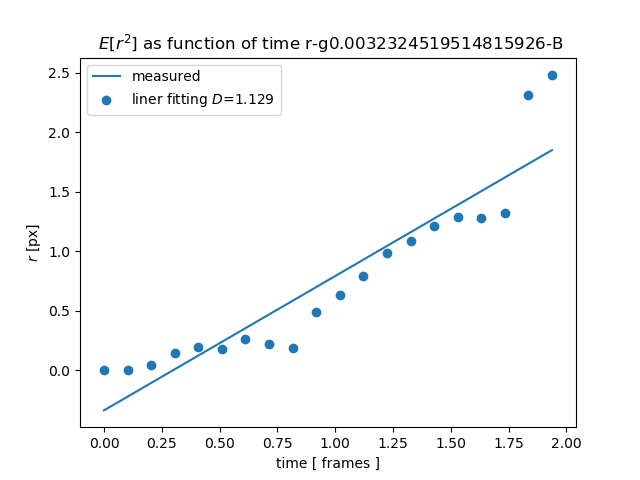 E[r²] as function of time r-g0.0032324519514815926-B
measured
liner fitting D=1.129
2.5
2.0
1.5
1.0
0.5
0.0
r [px]
0.00 0.25 0.50 0.75 1.00 1.25 1.50 1.75 2.00
time [ frames ]